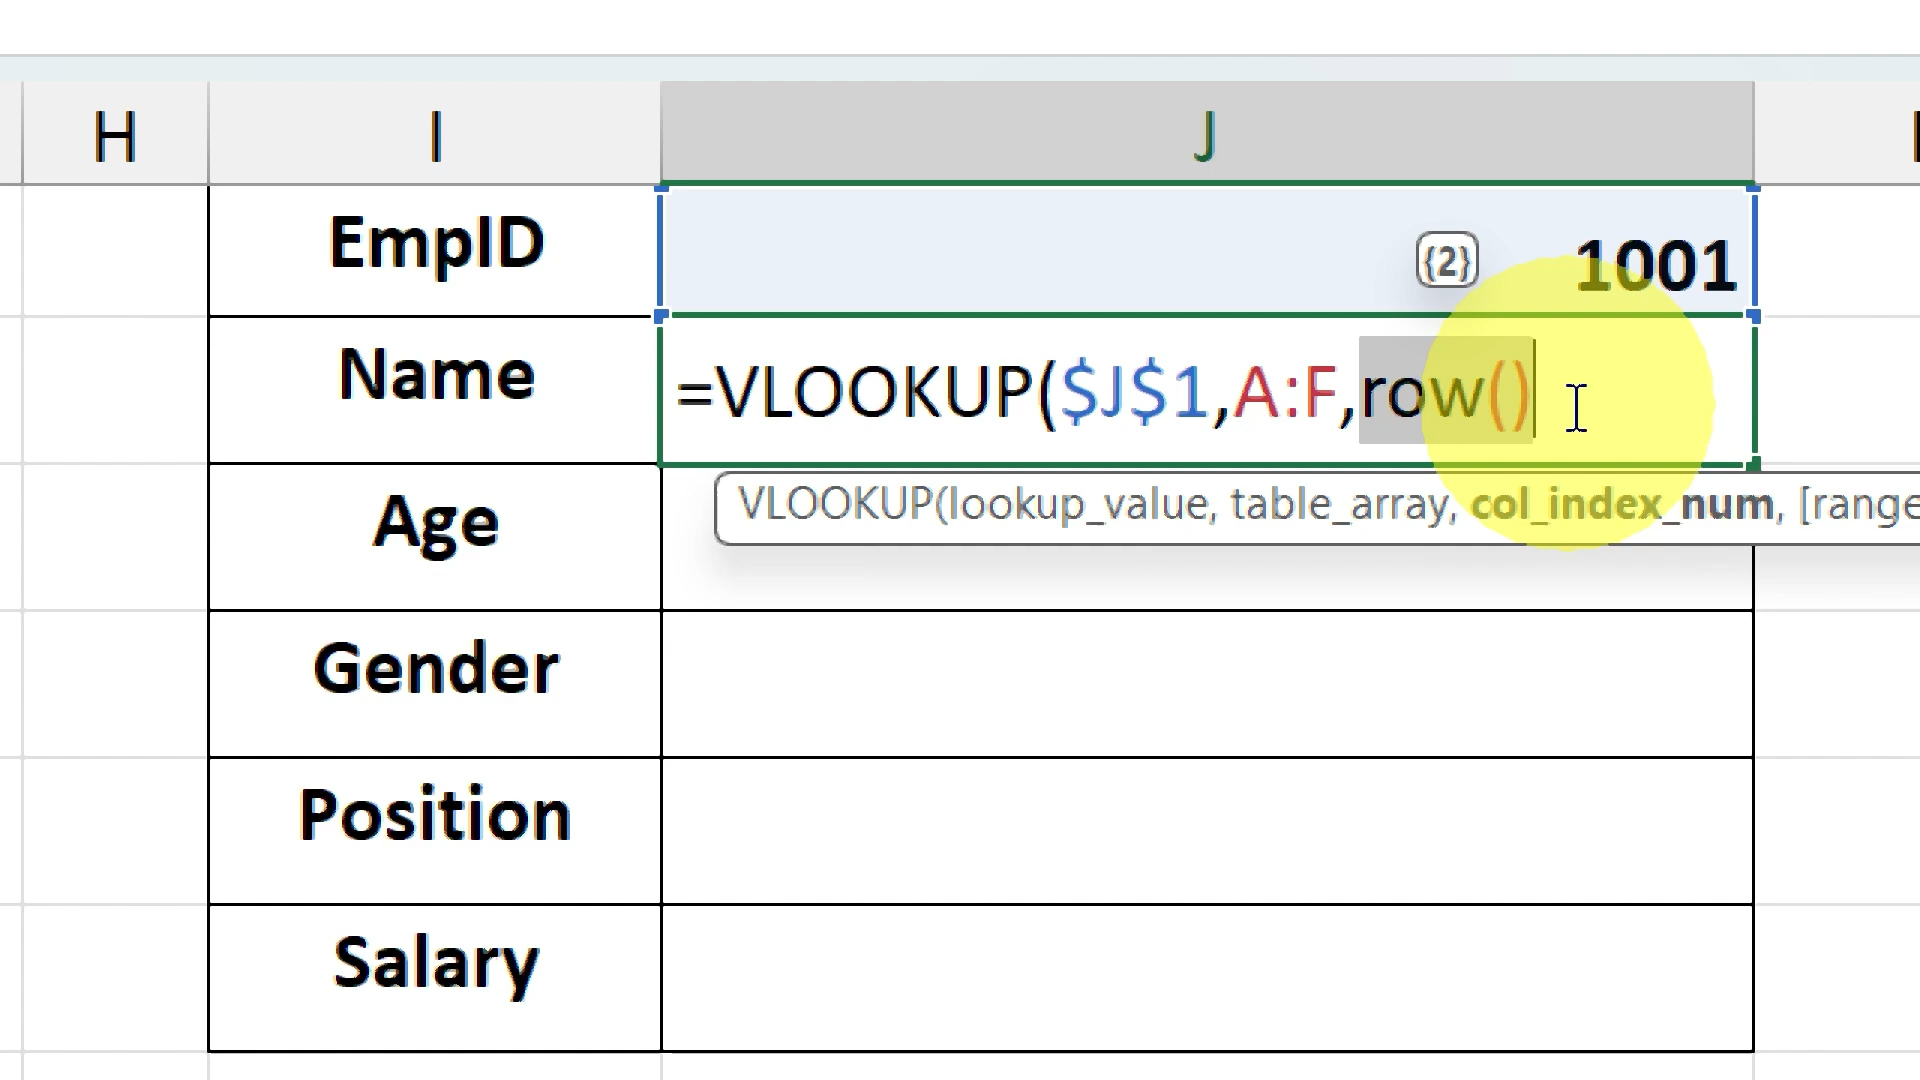 H I J
EmpID {2} 1001
Name =VLOOKUP($J$1,A:F,row()
VLOOKUP(lookup_value, table_array, col_index_num, [range
Age
Gender
Position
Salary